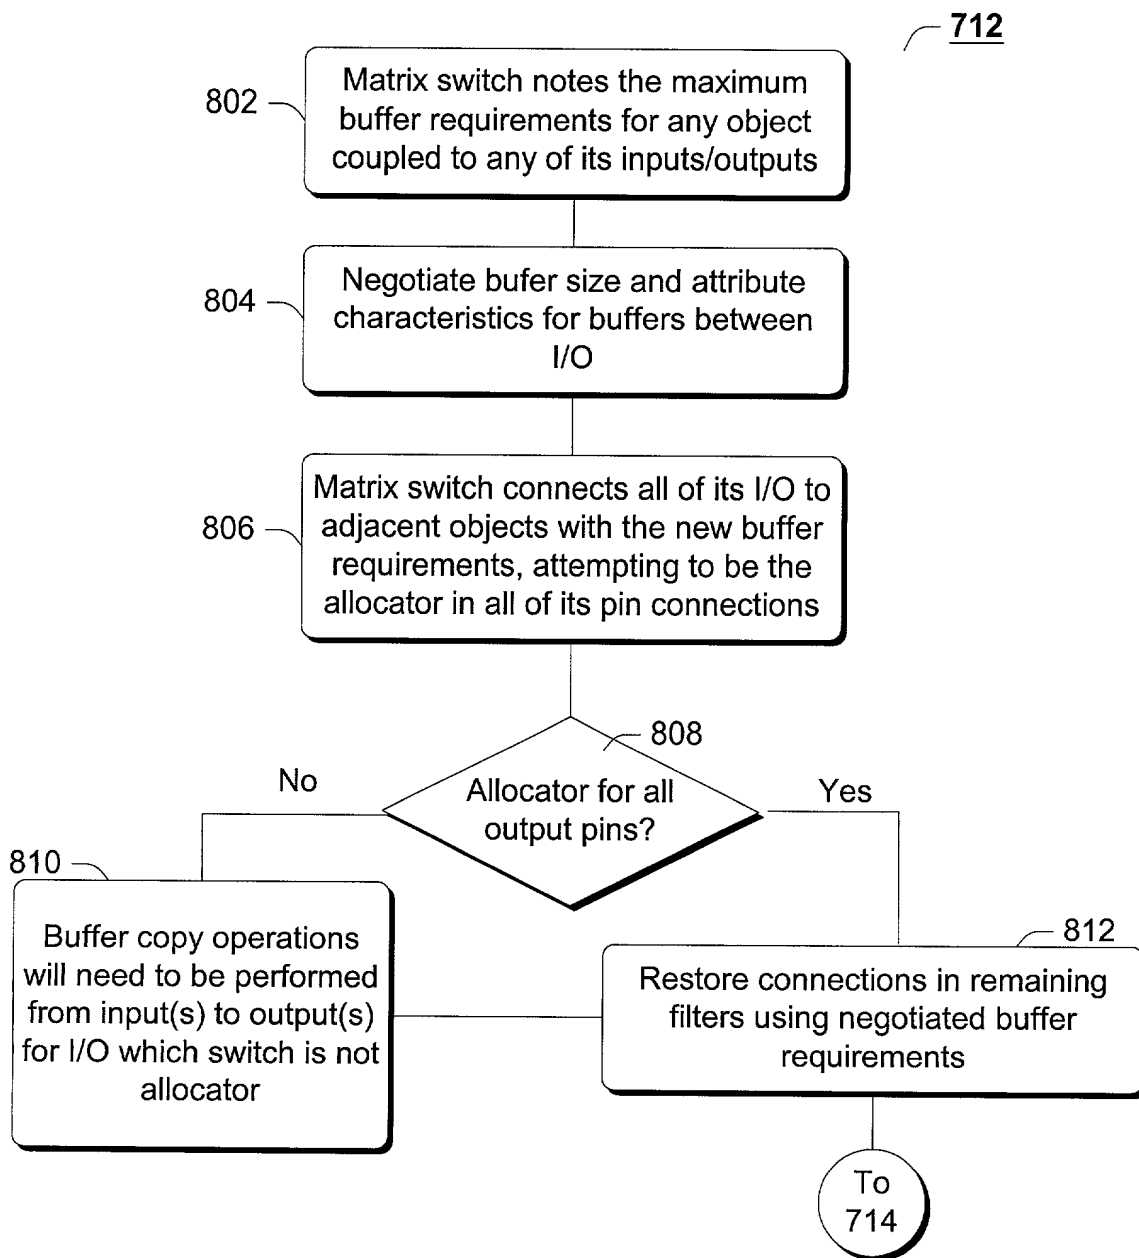 712
802
Matrix switch notes the maximum
buffer requirements for any object
coupled to any of its inputs/outputs
804
Negotiate bufer size and attribute
characteristics for buffers between
I/O
806
Matrix switch connects all of its I/O to
adjacent objects with the new buffer
requirements, attempting to be the
allocator in all of its pin connections
808
No
Allocator for all
output pins?
Yes
810
Buffer copy operations
will need to be performed
from input(s) to output(s)
for I/O which switch is not
allocator
812
Restore connections in remaining
filters using negotiated buffer
requirements
To
714